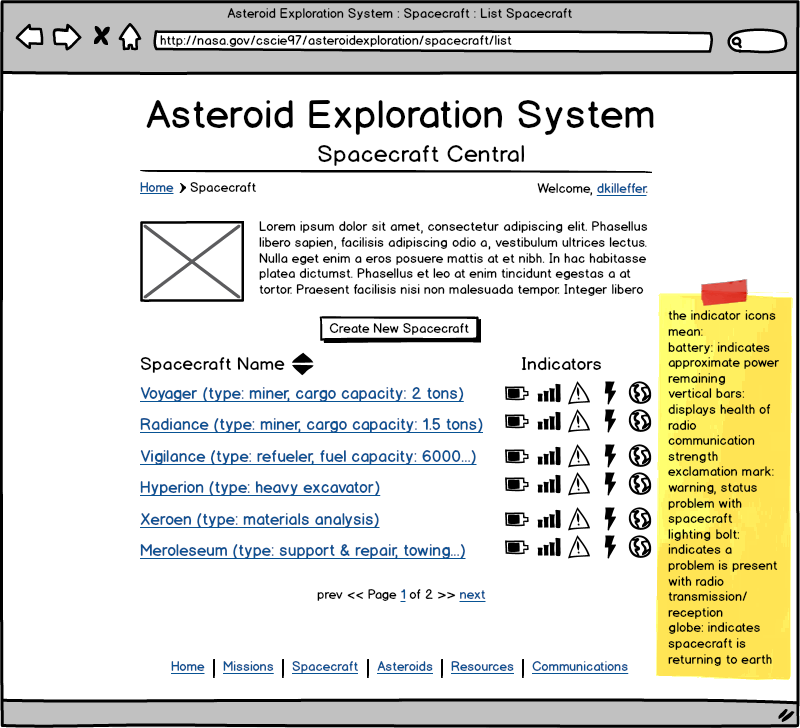 Asteroid Exploration System : Spacecraft : List Spacecraft
http://nasa.gov/cscie97/asteroidexploration/spacecraft/list
Asteroid Exploration System
Spacecraft Central
Home > Spacecraft
Welcome, dkilleffer.
Lorem ipsum dolor sit amet, consectetur adipiscing elit. Phasellus
libero sapien, facilisis adipiscing odio a, vestibulum ultrices lectus.
Nulla eget enim a eros posuere mattis at et nibh. In hac habitasse
platea dictumst. Phasellus et leo at enim tincidunt egestas a at
tortor. Praesent facilisis nisi non malesuada tempor. Integer libero
Create New Spacecraft
Spacecraft Name
Indicators
Voyager (type: miner, cargo capacity: 2 tons)
Radiance (type: miner, cargo capacity: 1.5 tons)
Vigilance (type: refueler, fuel capacity: 6000...)
Hyperion (type: heavy excavator)
Xeroen (type: materials analysis)
Meroleseum (type: support & repair, towing...)
prev << Page 1 of 2 >> next
Home | Missions | Spacecraft | Asteroids | Resources | Communications
the indicator icons
mean:
battery: indicates
approximate power
remaining
vertical bars:
displays health of
radio
communication
strength
exclamation mark:
warning, status
problem with
spacecraft
lighting bolt:
indicates a
problem is present
with radio
transmission/
reception
globe: indicates
spacecraft is
returning to earth